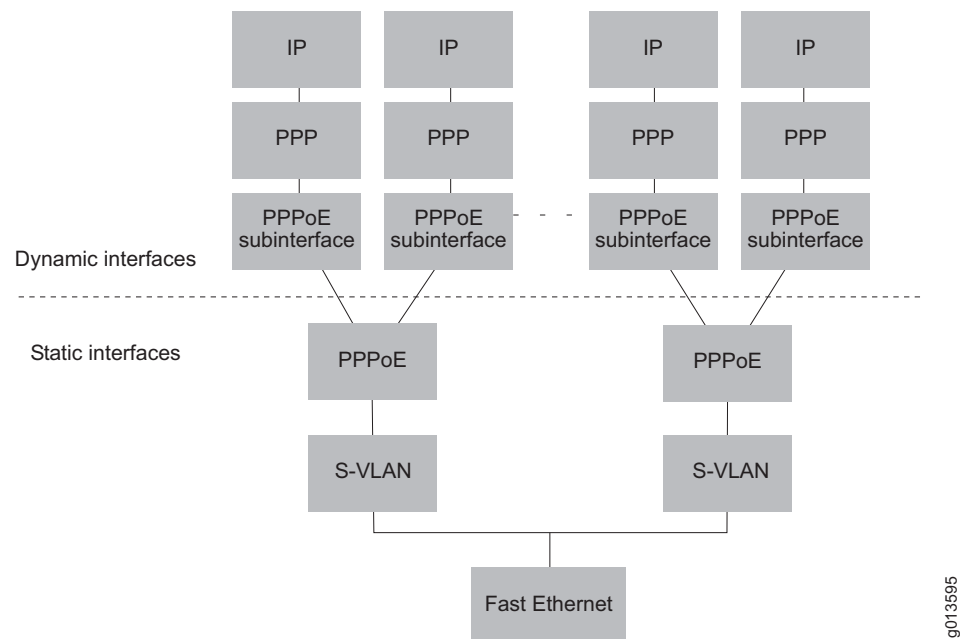 IP
IP
IP
IP
PPP
PPP
PPP
PPP
PPPoE
subinterface
PPPoE
subinterface
PPPoE
subinterface
PPPoE
subinterface
Dynamic interfaces
Static interfaces
PPPoE
PPPoE
S-VLAN
S-VLAN
Fast Ethernet
g013595